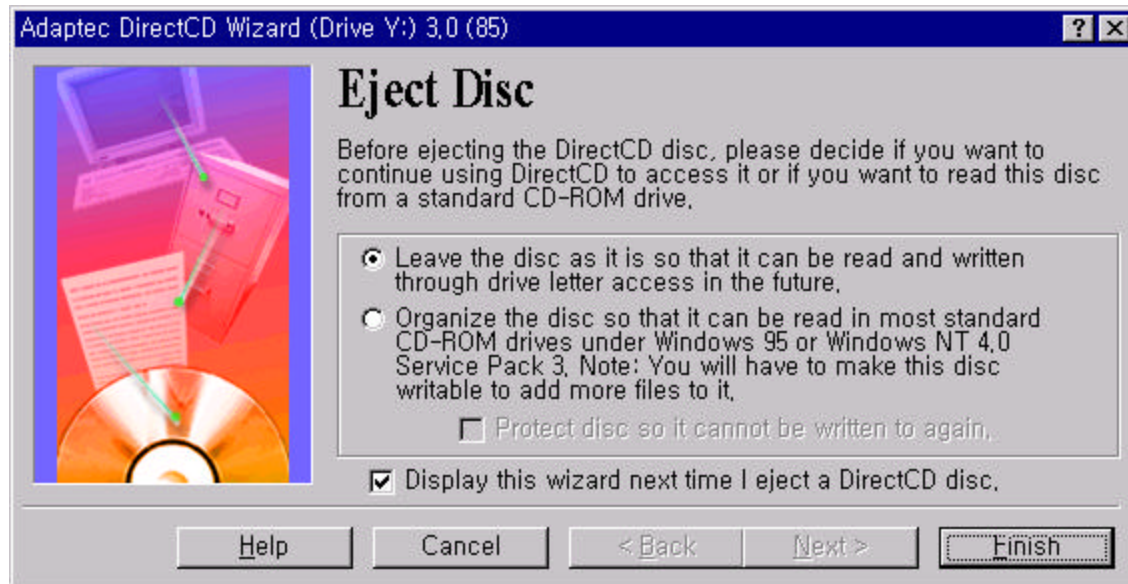 Adaptec DirectCD Wizard (Drive Y:) 3,0 (85)
Eject Disc
Before ejecting the DirectCD disc, please decide if you want to
continue using DirectCD to access it or if you want to read this disc
from a standard CD-ROM drive,
Leave the disc as it is so that it can be read and written
through drive letter access in the future,
Organize the disc so that it can be read in most standard
CD-ROM drives under Windows 95 or Windows NT 4,0
Service Pack 3, Note: You will have to make this disc
writable to add more files to it,
Protect disc so it cannot be written to again,
Display this wizard next time I eject a DirectCD disc,
Help Cancel < Back Next > Finish